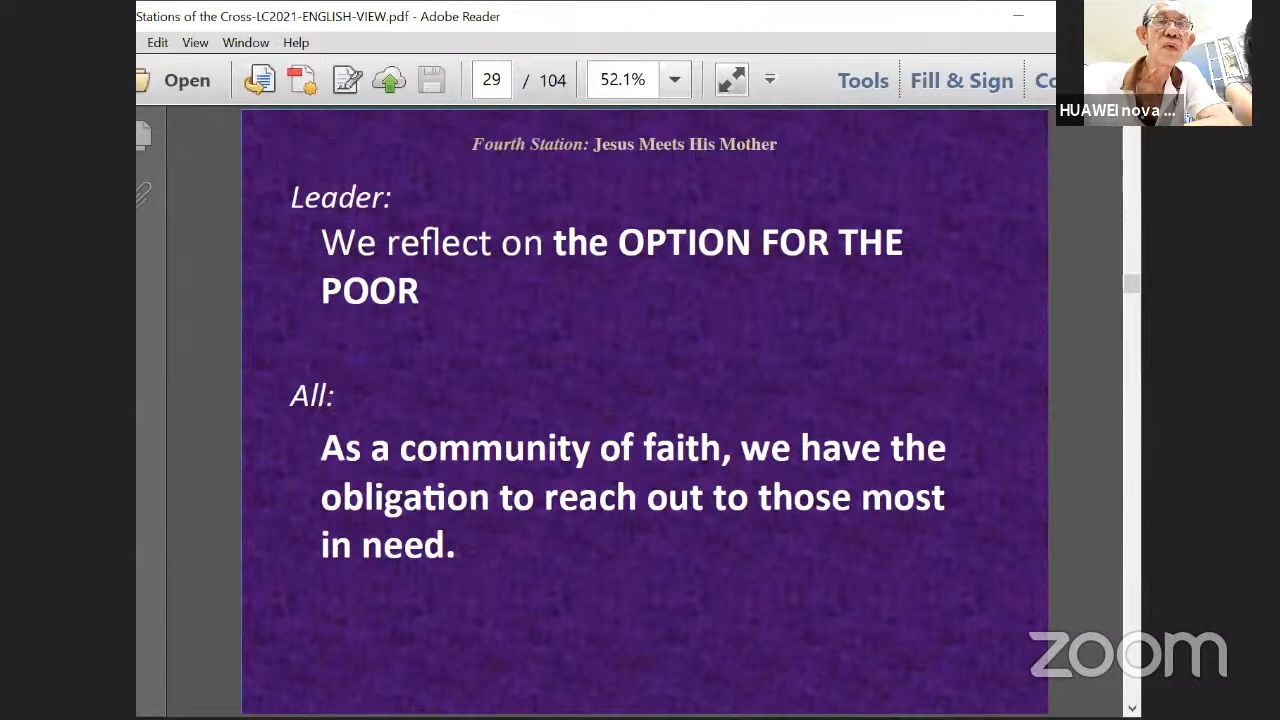 Stations of the Cross-LC2021-ENGLISH-VIEW.pdf - Adobe Reader
Edit View Window Help
Open 29 / 104 52.1% Tools Fill & Sign Co
HUAWEI nova ...
Fourth Station: Jesus Meets His Mother
Leader:
We reflect on the OPTION FOR THE
POOR
All:
As a community of faith, we have the
obligation to reach out to those most
in need.
zoom